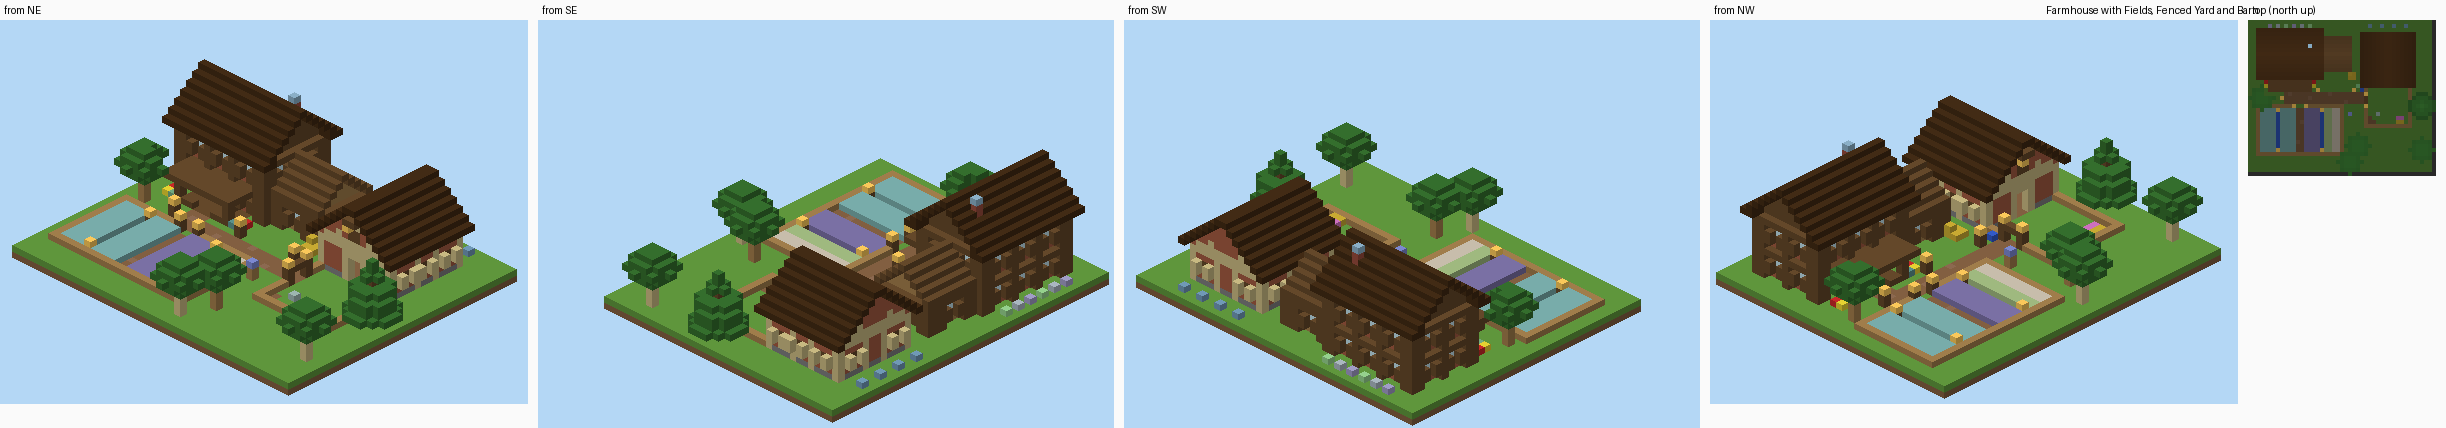 from NE
from SE
from SW
from NW
Farmhouse with Fields, Fenced Yard and Barn
top (north up)